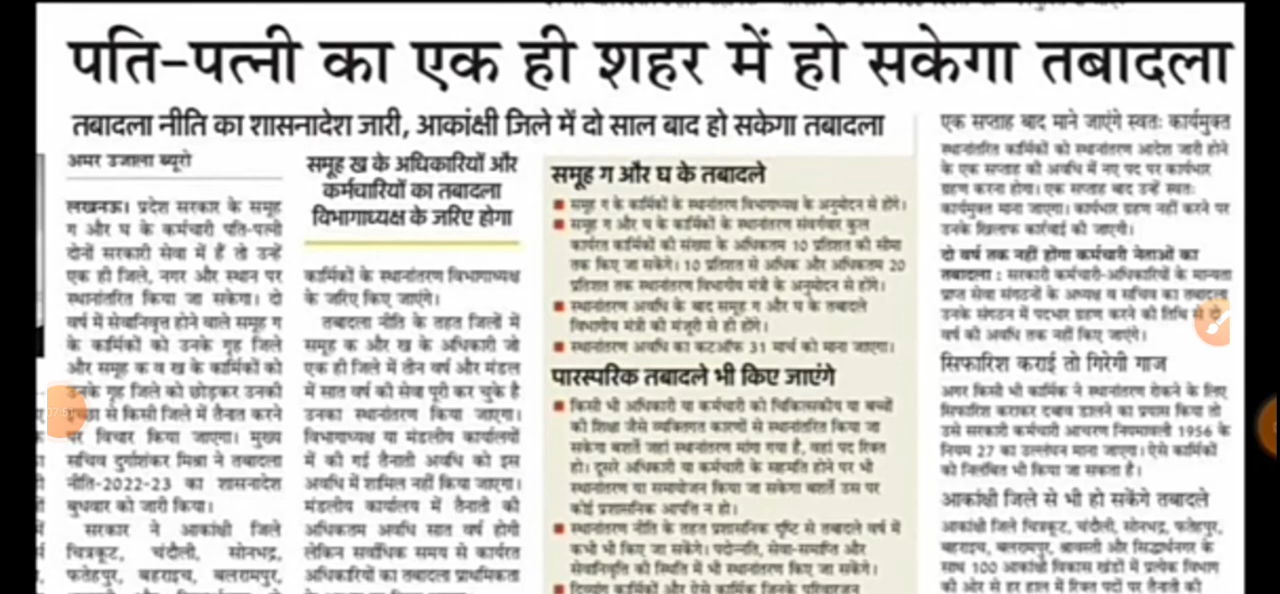 पति-पत्नी का एक ही शहर में हो सकेगा तबादला
तबादला नीति का शासनादेश जारी, आकांक्षी जिले में दो साल बाद हो सकेगा तबादला
अमर उजाला ब्यूरो
लखनऊ। प्रदेश सरकार के समूह
ग और घ के कर्मचारी पति-पत्नी
दोनों सरकारी सेवा में हैं तो उन्हें
एक ही जिले, नगर और स्थान पर
स्थानांतरित किया जा सकेगा। दो
वर्ष में सेवानिवृत्त होने वाले समूह ग
के कार्मिकों को उनके गृह जिला
और समूह क व ख के कार्मिकों को
उनके गृह जिले को छोड़कर उनकी
इच्छा से किसी जिले में तैनात करने
पर विचार किया जाएगा। मुख्य
सचिव दुर्गाशंकर मिश्रा ने तबादला
नीति-2022-23 का शासनादेश
बुधवार को जारी किया।
सरकार ने आकांक्षी जिले
चित्रकूट, चंदौली, सोनभद्र,
फतेहपुर, बहराइच, बलरामपुर,
समूह ख के अधिकारियों और
कर्मचारियों का तबादला
विभागाध्यक्ष के जरिए होगा
कार्मिकों के स्थानांतरण विभागाध्यक्ष
के जरिए किए जाएंगे।
तबादला नीति के तहत जिलों में
समूह क और ख के अधिकारी जो
एक ही जिले में तीन वर्ष और मंडल
में सात वर्ष की सेवा पूरी कर चुके है
उनका स्थानांतरण किया जाएगा।
विभागाध्यक्ष या मंडलीय कार्यालयों
में की गई तैनाती अवधि को इस
अवधि में शामिल नहीं किया जाएगा।
मंडलीय कार्यालय में तैनाती की
अधिकतम अवधि सात वर्ष होगी
लेकिन सर्वाधिक समय से कार्यरत
अधिकारियों का तबादला प्राथमिकता
समूह ग और घ के तबादले
समूह ग के कार्मिकों के स्थानांतरण विभागाध्यक्ष के अनुमोदन से होंगे।
समूह ग और घ के कार्मिकों के स्थानांतरण संवर्गवार कुल
कार्यरत कार्मिकों की संख्या के अधिकतम 10 प्रतिशत की सीमा
तक किए जा सकेंगे। 10 प्रतिशत से अधिक और अधिकतम 20
प्रतिशत तक स्थानांतरण विभागीय मंत्री के अनुमोदन से होंगे।
स्थानांतरण अवधि के बाद समूह ग और घ के तबादले
विभागीय मंत्री की मंजूरी से ही होंगे।
स्थानांतरण अवधि का कटऑफ 31 मार्च को माना जाएगा।
पारस्परिक तबादले भी किए जाएंगे
किसी भी अधिकारी या कर्मचारी को चिकित्सकीय या बच्चों
की शिक्षा जैसे व्यक्तिगत कारणों से स्थानांतरित किया जा
सकेगा बशर्ते जहां स्थानांतरण मांगा गया है, वहां पद रिक्त
हो। दूसरे अधिकारी या कर्मचारी के सहमति होने पर भी
स्थानांतरण या समायोजन किया जा सकेगा बशर्ते उस पर
कोई प्रशासनिक आपत्ति न हो।
स्थानांतरण नीति के तहत प्रशासनिक दृष्टि से तबादले वर्ष में
कभी भी किए जा सकेंगे। पदोन्नति, सेवा-समाप्ति और
सेवानिवृत्ति की स्थिति में भी स्थानांतरण किए जा सकेंगे।
दिव्यांग कार्मिकों और ऐसे कार्मिक जिनके परिवारजन
एक सप्ताह बाद माने जाएंगे स्वतः कार्यमुक्त
स्थानांतरित कार्मिकों को स्थानांतरण आदेश जारी होने
के एक सप्ताह की अवधि में नए पद पर कार्यभार
ग्रहण करना होगा। एक सप्ताह बाद उन्हें स्वतः
कार्यमुक्त माना जाएगा। कार्यभार ग्रहण नहीं करने पर
उनके खिलाफ कार्रवाई की जाएगी।
दो वर्ष तक नहीं होंगा कर्मचारी नेताओं का
तबादला : सरकारी कर्मचारी-अधिकारियों के मान्यता
प्राप्त सेवा संगठनों के अध्यक्ष व सचिव का तबादला
उनके संगठन में पदभार ग्रहण करने की तिथि से दो
वर्ष की अवधि तक नहीं किए जाएंगे।
सिफारिश कराई तो गिरेगी गाज
अगर किसी भी कार्मिक ने स्थानांतरण रोकने के लिए
सिफारिश कराकर दबाव डालने का प्रयास किया तो
उसे सरकारी कर्मचारी आचरण नियमावली 1956 के
नियम 27 का उल्लंघन माना जाएगा। ऐसे कार्मिकों
को निलंबित भी किया जा सकता है।
आकांक्षी जिले से भी हो सकेंगे तबादले
आकांक्षी जिले चित्रकूट, चंदौली, सोनभद्र, फतेहपुर,
बहराइच, बलरामपुर, श्रावस्ती और सिद्धार्थनगर के
साथ 100 आकांक्षी विकास खंडों में प्रत्येक विभाग
की ओर से हर हाल में रिक्त पदों पर तैनाती की